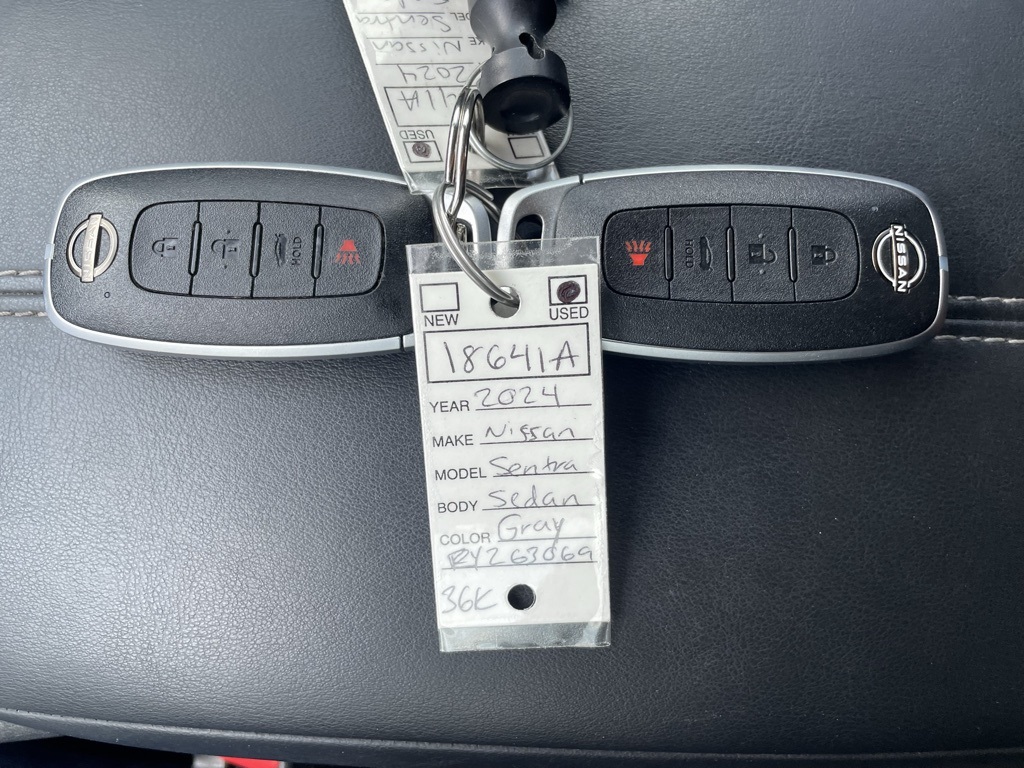 Sentra
Nissan
2024
41A
USED
HOLD
HOLD
NISSAN
NEW
USED
18641A
YEAR 2024
MAKE Nissan
MODEL Sentra
BODY Sedan
COLOR Gray
RY263069
36K